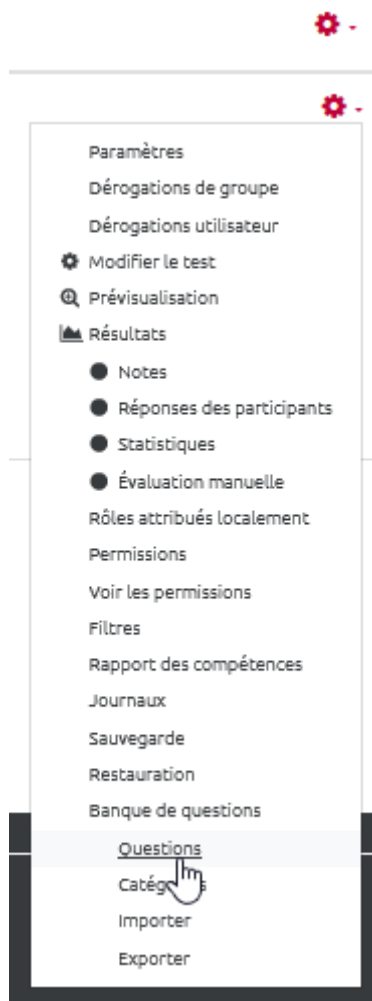 Paramètres
Dérogations de groupe
Dérogations utilisateur
Modifier le test
Prévisualisation
Résultats
Notes
Réponses des participants
Statistiques
Évaluation manuelle
Rôles attribués localement
Permissions
Voir les permissions
Filtres
Rapport des compétences
Journaux
Sauvegarde
Restauration
Banque de questions
Questions
Importer
Exporter